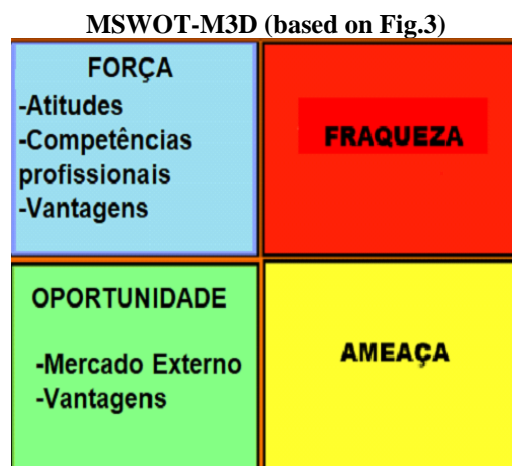 MSWOT-M3D (based on Fig.3)
FORÇA
-Atitudes
-Competências
profissionais
-Vantagens
FRAQUEZA
OPORTUNIDADE
-Mercado Externo
-Vantagens
AMEAÇA